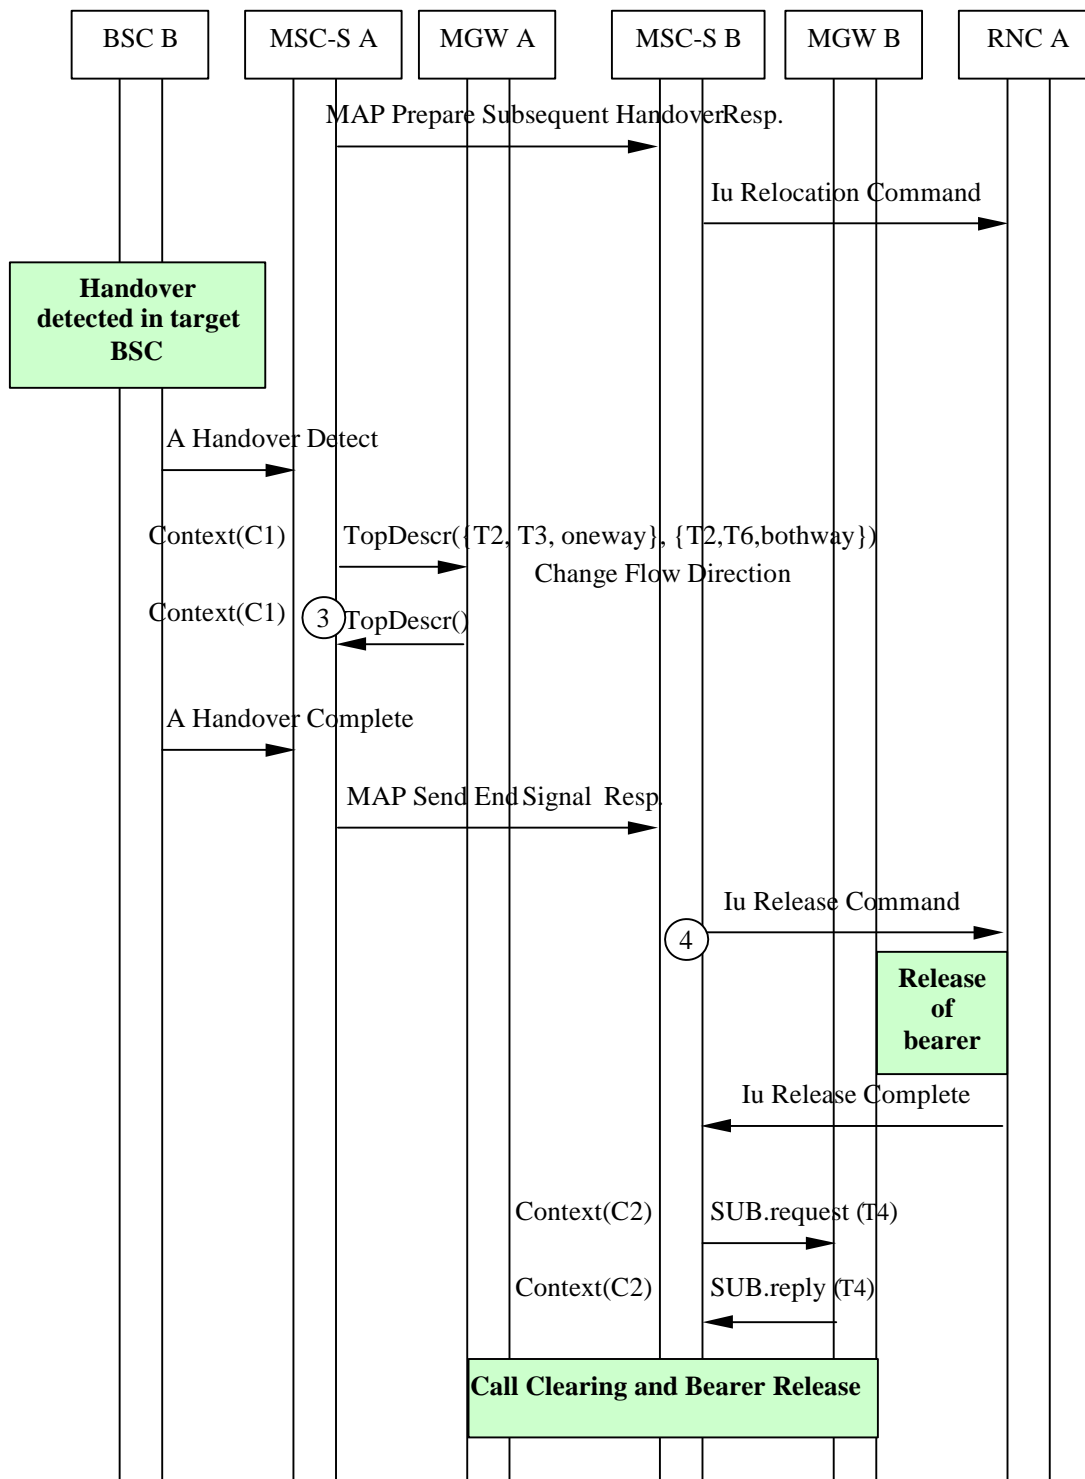 BSC B
MSC-S A
MGW A
MSC-S B
MGW B
RNC A
MAP Prepare Subsequent HandoverResp.
Iu Relocation Command
Handover
detected in target
BSC
A Handover Detect
Context(C1)
TopDescr({T2, T3, oneway}, {T2,T6,bothway})
Change Flow Direction
Context(C1)
3
TopDescr()
A Handover Complete
MAP Send End Signal Resp.
Iu Release Command
4
Release
of
bearer
Iu Release Complete
Context(C2)
SUB.request (T4)
Context(C2)
SUB.reply (T4)
Call Clearing and Bearer Release